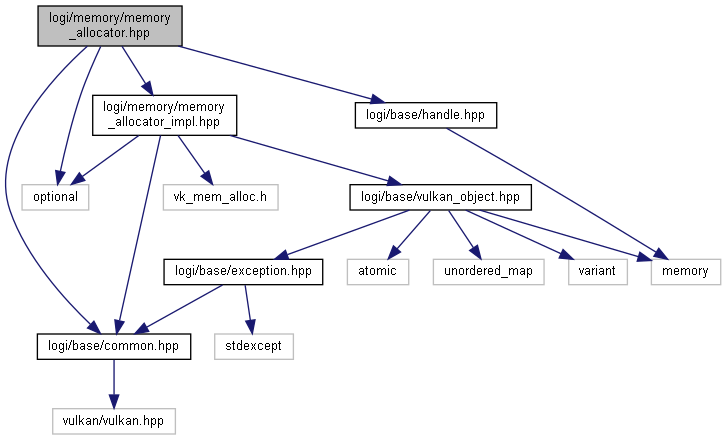 logi/memory/memory
_allocator.hpp
logi/memory/memory
_allocator_impl.hpp
logi/base/handle.hpp
optional
vk_mem_alloc.h
logi/base/vulkan_object.hpp
logi/base/exception.hpp
atomic
unordered_map
variant
memory
logi/base/common.hpp
stdexcept
vulkan/vulkan.hpp